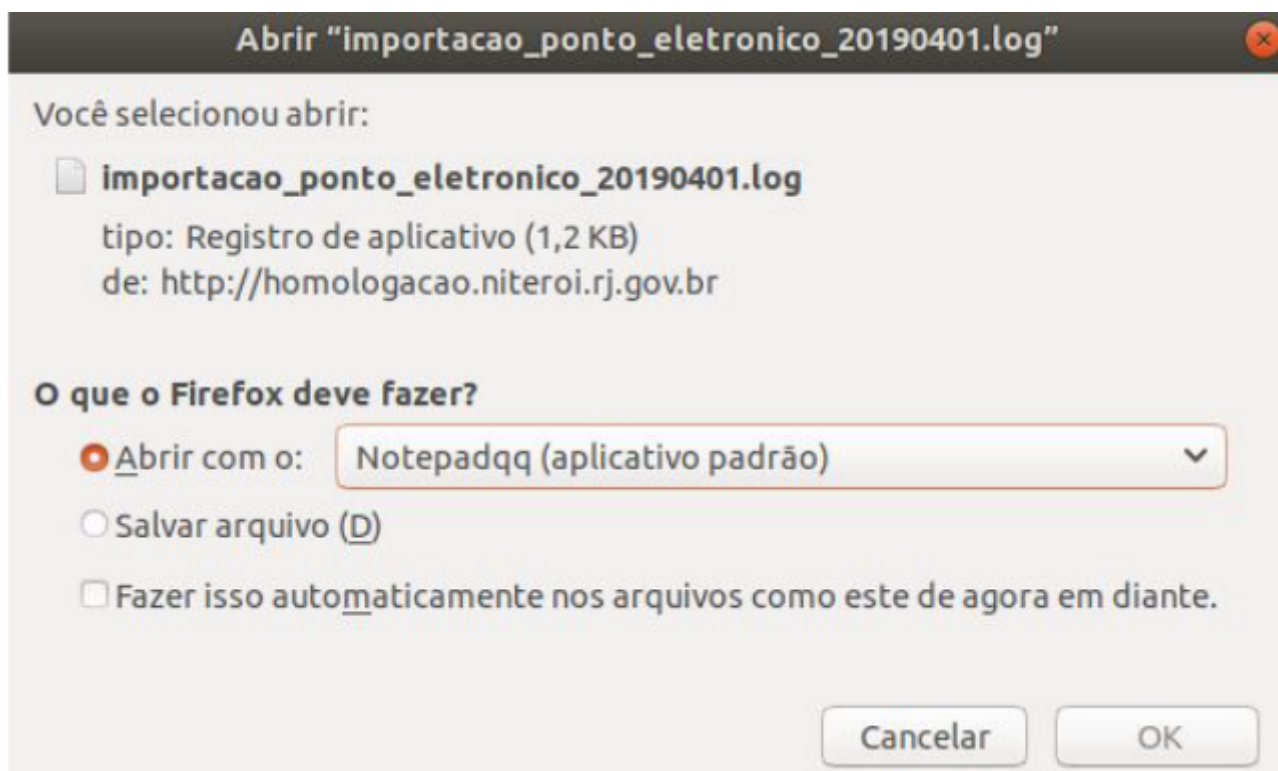 Abrir “importacao_ponto_eletronico_20190401.log”
Você selecionou abrir:
importacao_ponto_eletronico_20190401.log
tipo: Registro de aplicativo (1,2 KB)
de: http://homologacao.niteroi.rj.gov.br
O que o Firefox deve fazer?
Abrir com o: Notepadqq (aplicativo padrão)
Salvar arquivo (D)
Fazer isso automaticamente nos arquivos como este de agora em diante.
Cancelar OK